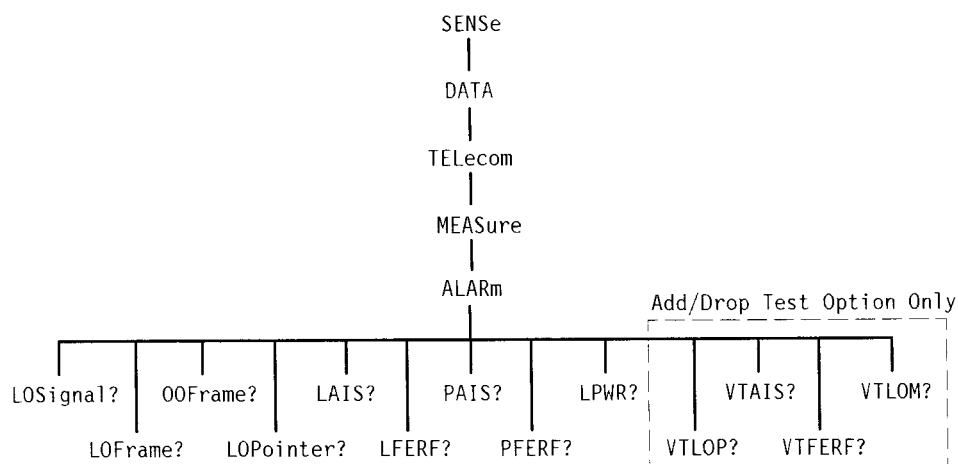 SENSe
DATA
TELecom
MEASure
ALARm
Add/Drop Test Option Only
LOSignal? OOFrame? LAIS? PAIS? LPWR? VTAIS? VTLOM?
LOFrame? LOPointer? LFERF? PFERF? VTLOP? VTFERF?